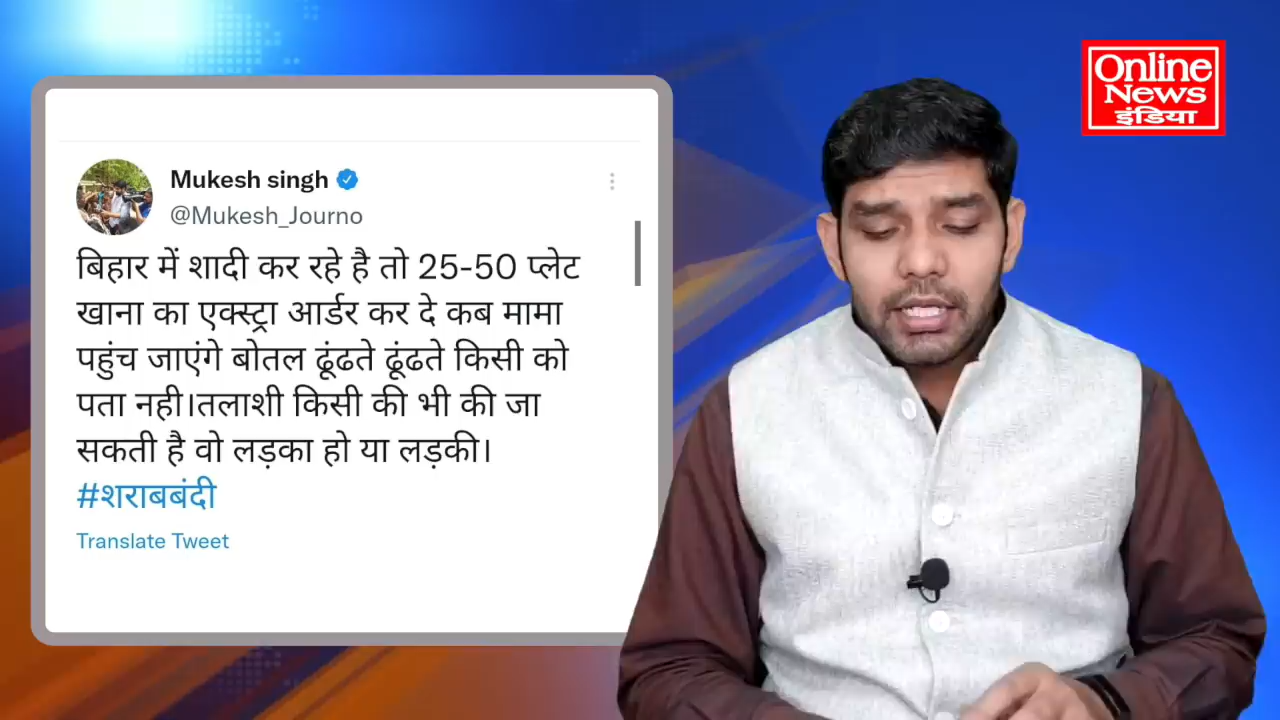 Mukesh singh
@Mukesh_Journo
बिहार में शादी कर रहे है तो 25-50 प्लेट
खाना का एक्स्ट्रा आर्डर कर दे कब मामा
पहुंच जाएंगे बोतल ढूंढते ढूंढते किसी को
पता नही।तलाशी किसी की भी की जा
सकती है वो लड़का हो या लड़की।
#शराबबंदी
Translate Tweet
Online
News
इंडिया